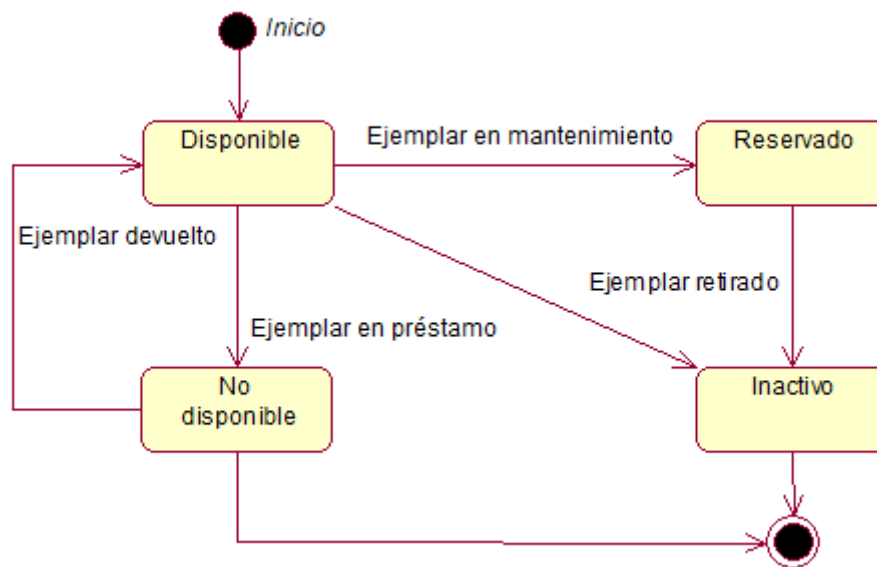 Inicio
Disponible
Ejemplar en mantenimiento
Reservado
Ejemplar devuelto
Ejemplar retirado
Ejemplar en préstamo
No
disponible
Inactivo